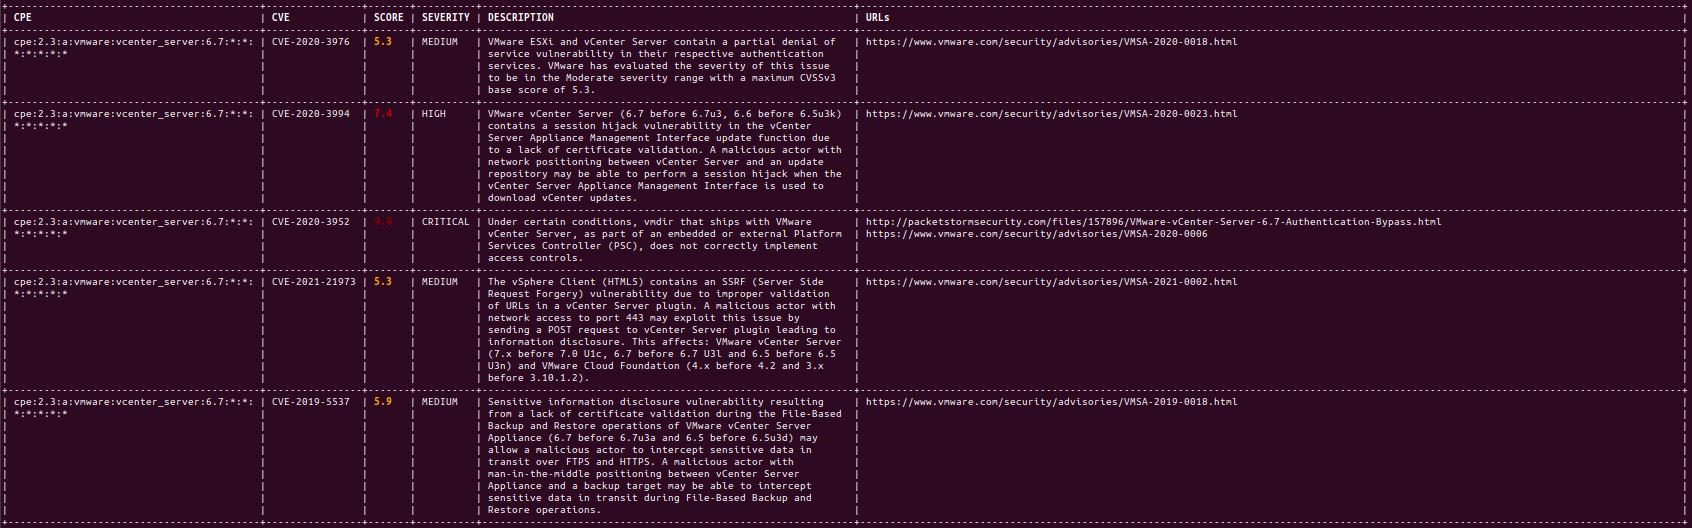 CPE | CVE | SCORE | SEVERITY | DESCRIPTION | URLs
cpe:2.3:a:vmware:vcenter_server:6.7:*:*: | CVE-2020-3976 | 5.3 | MEDIUM | VMware ESXi and vCenter Server contain a partial denial of | https://www.vmware.com/security/advisories/VMSA-2020-0018.html
*:*:*:*:* | service vulnerability in their respective authentication
services. VMware has evaluated the severity of this issue
to be in the Moderate severity range with a maximum CVSSv3
base score of 5.3.
cpe:2.3:a:vmware:vcenter_server:6.7:*:*: | CVE-2020-3994 | 7.4 | HIGH | VMware vCenter Server (6.7 before 6.7u3, 6.6 before 6.5u3k) | https://www.vmware.com/security/advisories/VMSA-2020-0023.html
*:*:*:*:* | contains a session hijack vulnerability in the vCenter
Server Appliance Management Interface update function due
to a lack of certificate validation. A malicious actor with
network positioning between vCenter Server and an update
repository may be able to perform a session hijack when the
vCenter Server Appliance Management Interface is used to
download vCenter updates.
cpe:2.3:a:vmware:vcenter_server:6.7:*:*: | CVE-2020-3952 | 9.8 | CRITICAL | Under certain conditions, vmdir that ships with VMware | http://packetstormsecurity.com/files/157896/VMware-vCenter-Server-6.7-Authentication-Bypass.html
*:*:*:*:* | vCenter Server, as part of an embedded or external Platform | https://www.vmware.com/security/advisories/VMSA-2020-0006
Services Controller (PSC), does not correctly implement
access controls.
cpe:2.3:a:vmware:vcenter_server:6.7:*:*: | CVE-2021-21973 | 5.3 | MEDIUM | The vSphere Client (HTML5) contains an SSRF (Server Side | https://www.vmware.com/security/advisories/VMSA-2021-0002.html
*:*:*:*:* | Request Forgery) vulnerability due to improper validation
of URLs in a vCenter Server plugin. A malicious actor with
network access to port 443 may exploit this issue by
sending a POST request to vCenter Server plugin leading to
information disclosure. This affects: VMware vCenter Server
(7.x before 7.0 U1c, 6.7 before 6.7 U3l and 6.5 before 6.5
U3n) and VMware Cloud Foundation (4.x before 4.2 and 3.x
before 3.10.1.2).
cpe:2.3:a:vmware:vcenter_server:6.7:*:*: | CVE-2019-5537 | 5.9 | MEDIUM | Sensitive information disclosure vulnerability resulting | https://www.vmware.com/security/advisories/VMSA-2019-0018.html
*:*:*:*:* | from a lack of certificate validation during the File-Based
Backup and Restore operations of VMware vCenter Server
Appliance (6.7 before 6.7u3a and 6.5 before 6.5u3d) may
allow a malicious actor to intercept sensitive data in
transit over FTPS and HTTPS. A malicious actor with
man-in-the-middle positioning between vCenter Server
Appliance and a backup target may be able to intercept
sensitive data in transit during File-Based Backup and
Restore operations.